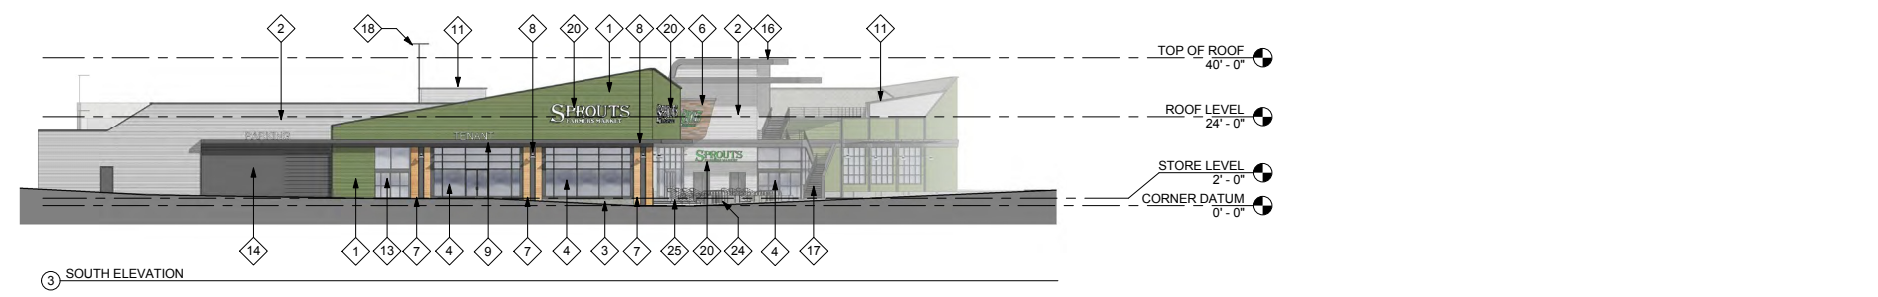 2 18 11 8 20 1 8 20 6 2 16 11
TOP OF ROOF
40' - 0"
SPROUTS
FARMERS MARKET
ROOF LEVEL
24' - 0"
PARKING
TENANT
SPROUTS
STORE LEVEL
2' - 0"
CORNER DATUM
0' - 0"
14 1 13 7 4 9 7 4 3 7 25 20 24 4 17
3 SOUTH ELEVATION